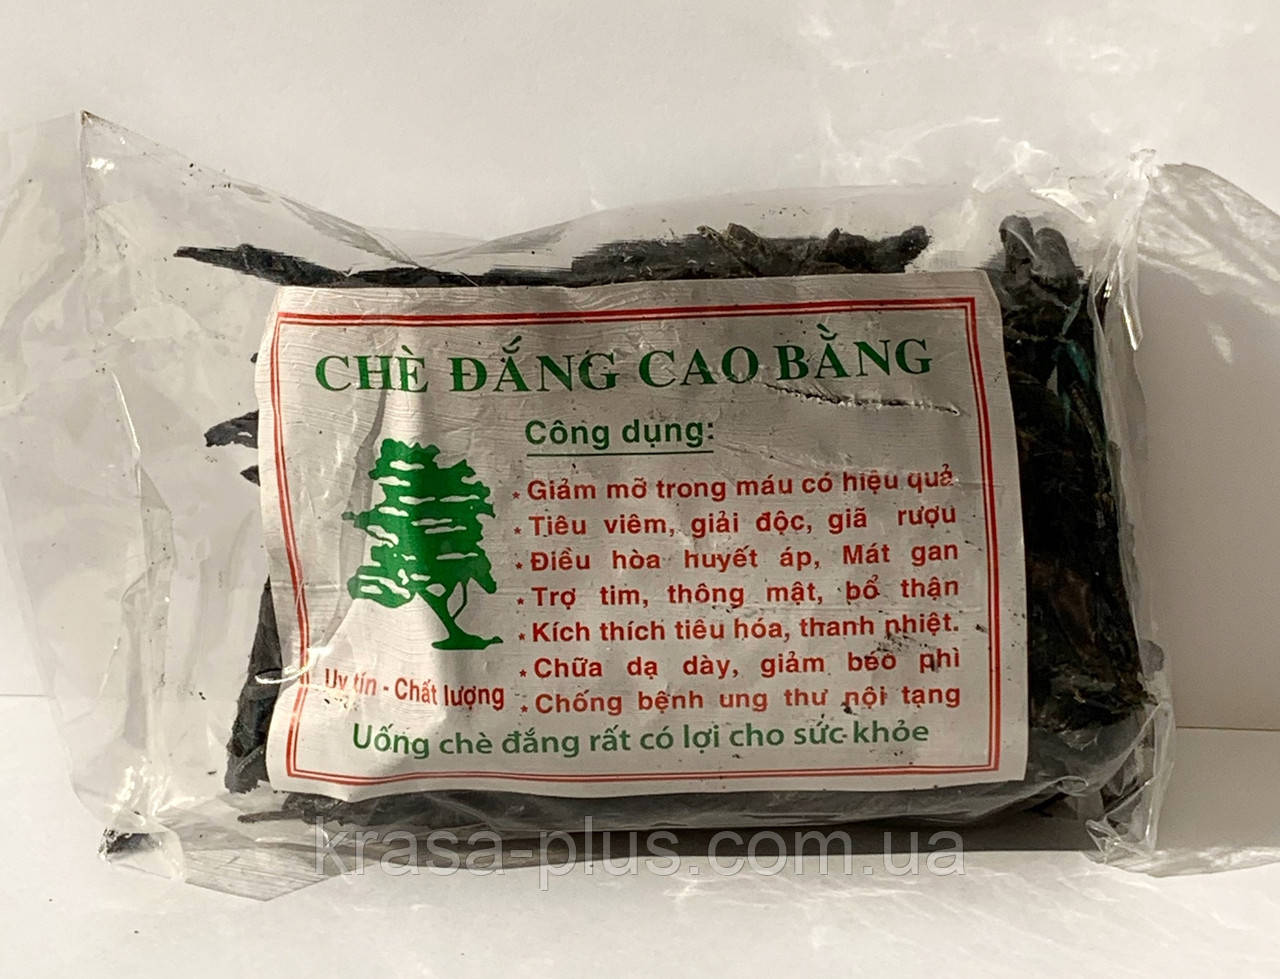 CHÈ ĐẮNG CAO BẰNG
Công dụng:
* Giảm mỡ trong máu có hiệu quả
* Tiêu viêm, giải độc, giã rượu
* Điều hòa huyết áp, Mát gan
* Trợ tim, thông mật, bổ thận
* Kích thích tiêu hóa, thanh nhiệt.
* Chữa dạ dày, giảm béo phì
* Chống bệnh ung thư nội tạng
Uy tín - Chất lượng
Uống chè đắng rất có lợi cho sức khỏe
krasa-plus.com.ua